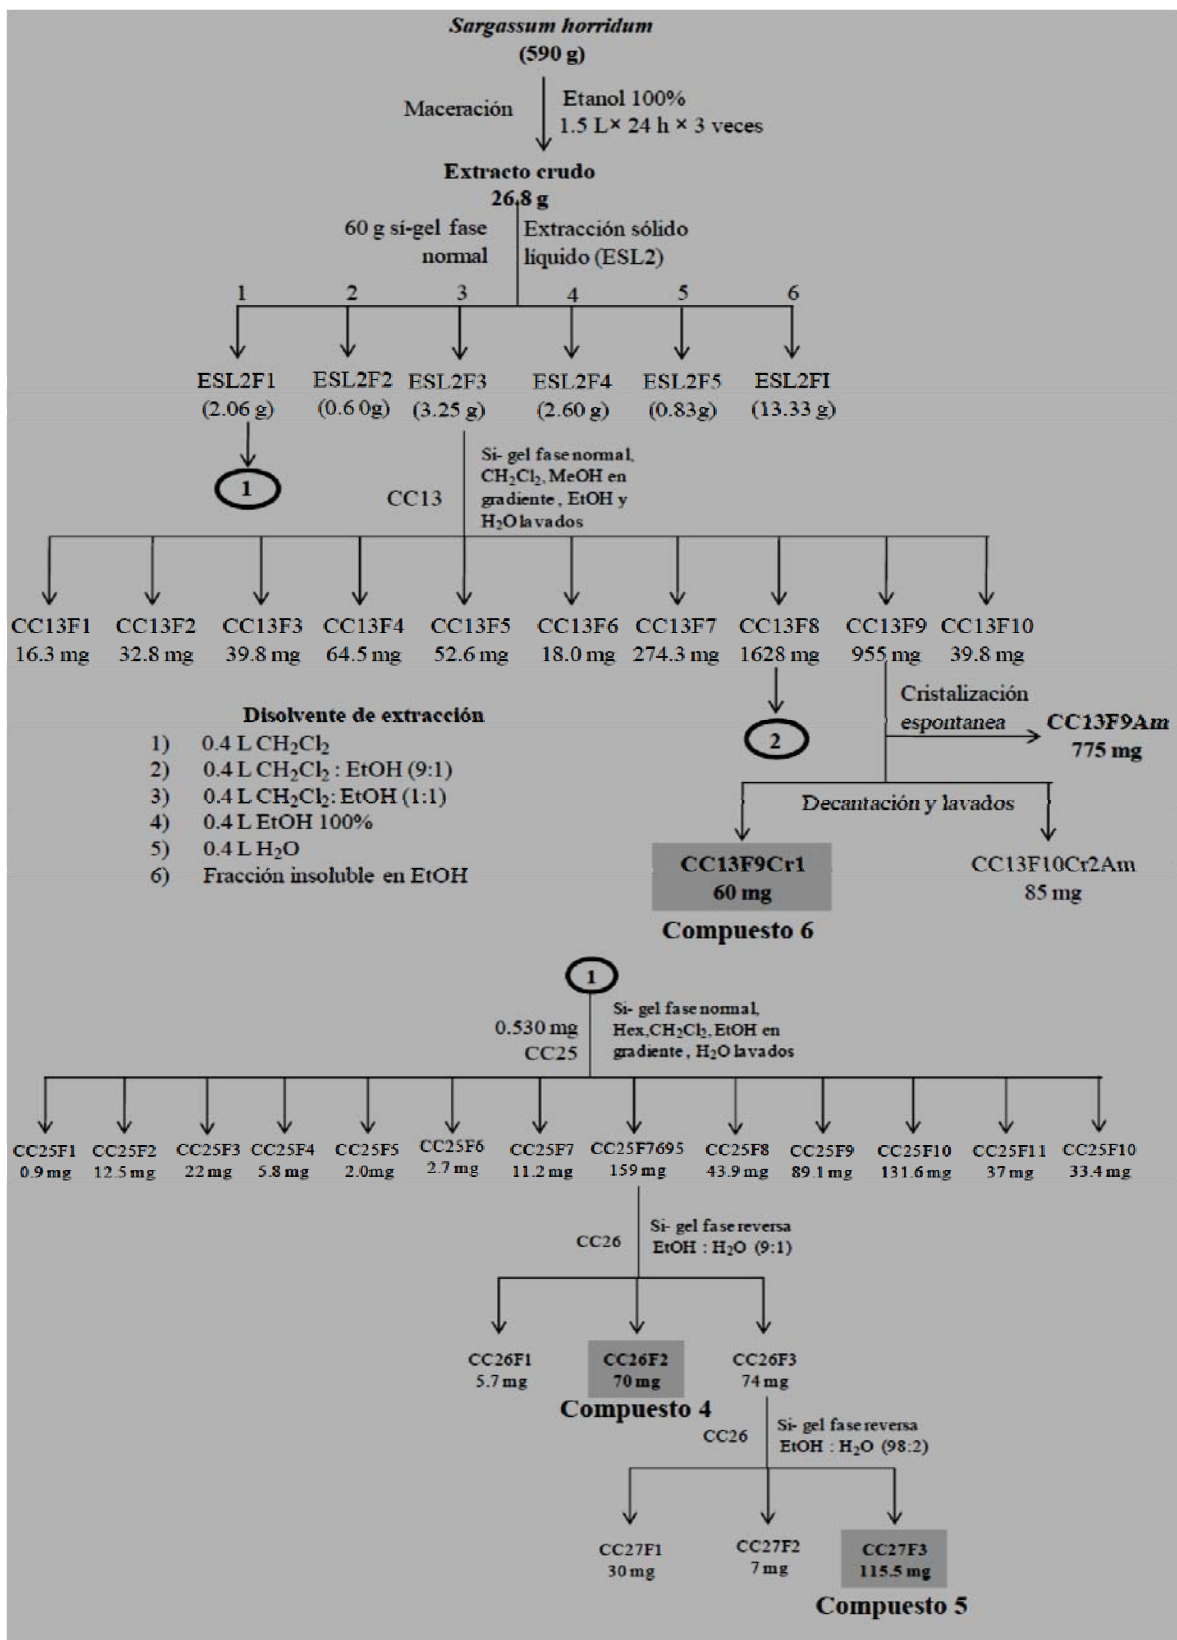 Sargassum horridum
(590 g)
Maceración
Etanol 100%
1.5 L× 24 h × 3 veces
Extracto crudo
26.8 g
60 g sí-gel fase
normal
Extracción sólido
líquido (ESL2)
1 2 3 4 5 6
ESL2F1 ESL2F2 ESL2F3 ESL2F4 ESL2F5 ESL2FI
(2.06 g) (0.60g) (3.25 g) (2.60 g) (0.83g) (13.33 g)
1
CC13
Si- gel fase normal,
CH₂Cl₂, MeOH en
gradiente , EtOH y
H₂O lavados
CC13F1 CC13F2 CC13F3 CC13F4 CC13F5 CC13F6 CC13F7 CC13F8 CC13F9 CC13F10
16.3 mg 32.8 mg 39.8 mg 64.5 mg 52.6 mg 18.0 mg 274.3 mg 1628 mg 955 mg 39.8 mg
2
Cristalización
espontanea
CC13F9Am
775 mg
Disolvente de extracción
1) 0.4 L CH₂Cl₂
2) 0.4 L CH₂Cl₂ : EtOH (9:1)
3) 0.4 L CH₂Cl₂: EtOH (1:1)
4) 0.4 L EtOH 100%
5) 0.4 L H₂O
6) Fracción insoluble en EtOH
Decantación y lavados
CC13F9Cr1 CC13F10Cr2Am
60 mg 85 mg
Compuesto 6
1
0.530 mg
CC25
Si- gel fase normal,
Hex,CH₂Cl₂,EtOH en
gradiente , H₂O lavados
CC25F1 CC25F2 CC25F3 CC25F4 CC25F5 CC25F6 CC25F7 CC25F7695 CC25F8 CC25F9 CC25F10 CC25F11 CC25F10
0.9 mg 12.5 mg 22 mg 5.8 mg 2.0mg 2.7 mg 11.2 mg 159 mg 43.9 mg 89.1 mg 131.6 mg 37 mg 33.4 mg
CC26
Si- gel fase reversa
EtOH : H₂O (9:1)
CC26F1 CC26F2 CC26F3
5.7 mg 70 mg 74 mg
Compuesto 4
CC26
Si- gel fase reversa
EtOH : H₂O (98:2)
CC27F1 CC27F2 CC27F3
30 mg 7 mg 115.5 mg
Compuesto 5